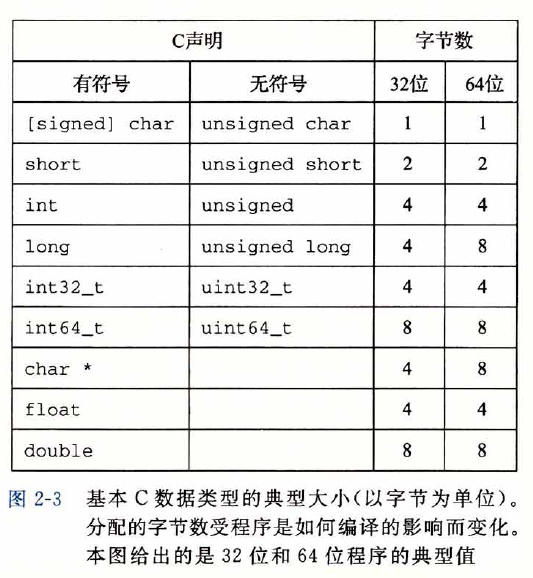 C声明 字节数
有符号 无符号 32位 64位
[signed] char unsigned char 1 1
short unsigned short 2 2
int unsigned 4 4
long unsigned long 4 8
int32_t uint32_t 4 4
int64_t uint64_t 8 8
char * 4 8
float 4 4
double 8 8
图 2-3 基本 C 数据类型的典型大小(以字节为单位)。
分配的字节数受程序是如何编译的影响而变化。
本图给出的是 32 位和 64 位程序的典型值